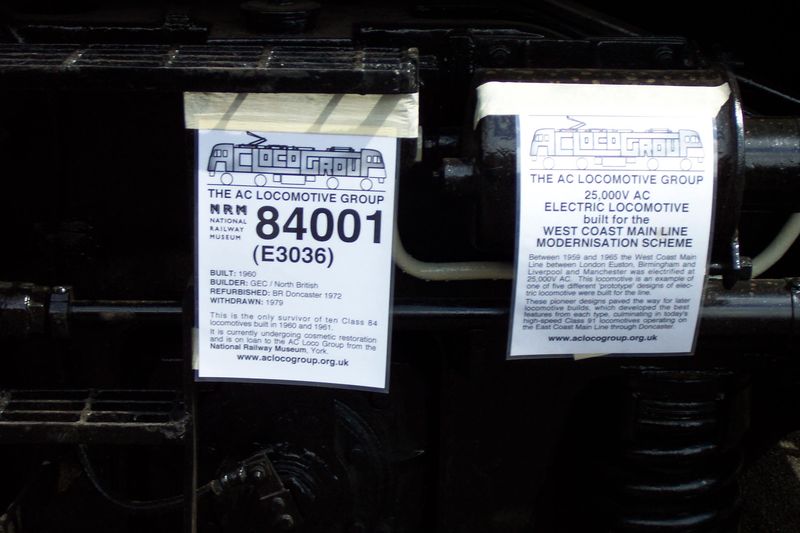 AC LOCO GROUP
THE AC LOCOMOTIVE GROUP
NRM
NATIONAL
RAILWAY
MUSEUM
84001
(E3036)
BUILT: 1960
BUILDER: GEC / North British
REFURBISHED: BR Doncaster 1972
WITHDRAWN: 1979
This is the only survivor of ten Class 84
locomotives built in 1960 and 1961.
It is currently undergoing cosmetic restoration
and is on loan to the AC Loco Group from the
National Railway Museum, York.
www.aclocogroup.org.uk
AC LOCO GROUP
THE AC LOCOMOTIVE GROUP
25,000V AC
ELECTRIC LOCOMOTIVE
built for the
WEST COAST MAIN LINE
MODERNISATION SCHEME
Between 1959 and 1965 the West Coast Main
Line between London Euston, Birmingham and
Liverpool and Manchester was electrified at
25,000V AC. This locomotive is an example of
one of five different 'prototype' designs of elec-
tric locomotive were built for the line.
These pioneer designs paved the way for later
locomotive builds, which developed the best
features from each type, culminating in today's
high-speed Class 91 locomotives operating on
the East Coast Main Line through Doncaster.
www.aclocogroup.org.uk